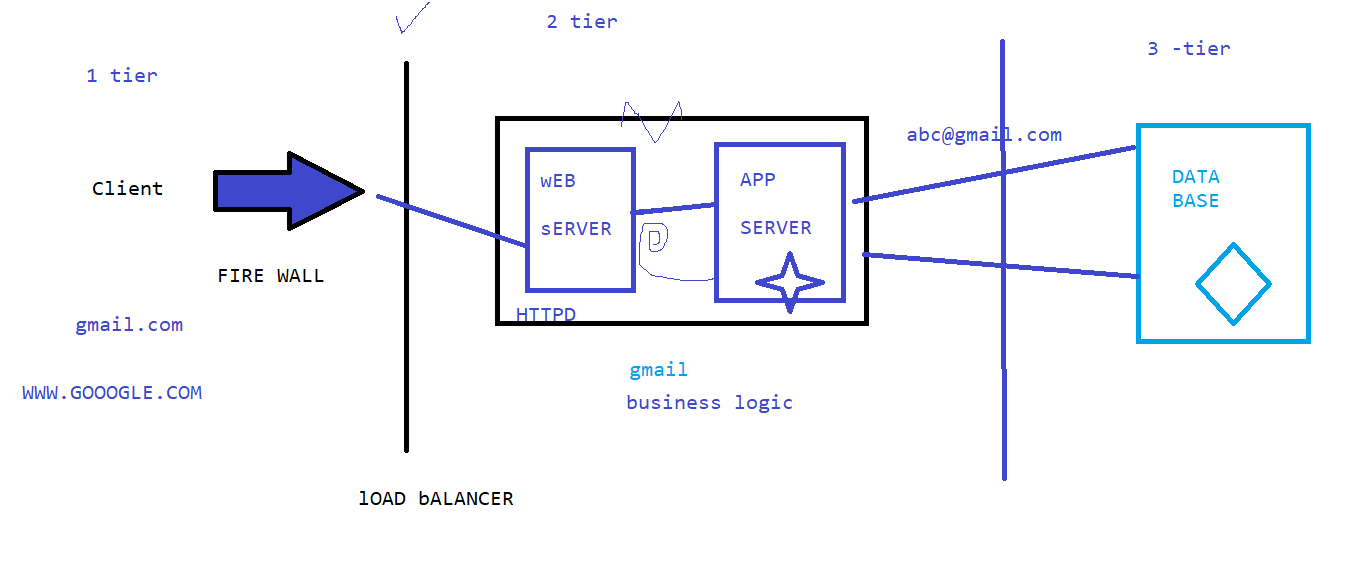 2 tier
3 -tier
1 tier
abc@gmail.com
Client
wEB
sERVER
APP
SERVER
DATA
BASE
FIRE WALL
HTTPD
gmail.com
gmail
business logic
WWW.GOOOGLE.COM
lOAD bALANCER